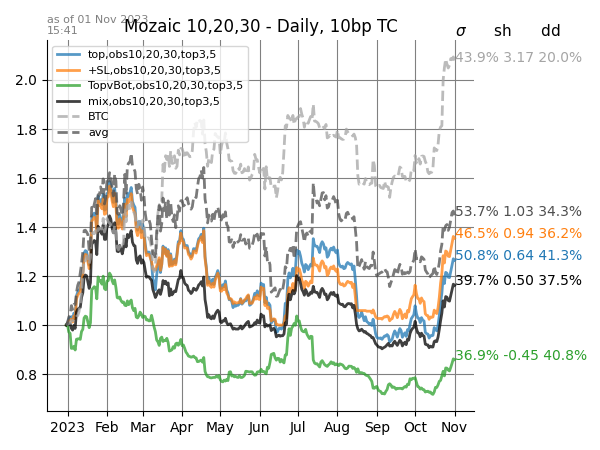 as of 01 Nov 2023
15:41
Mozaic 10,20,30 - Daily, 10bp TC
σ sh dd
top,obs10,20,30,top3,5
+SL,obs10,20,30,top3,5
TopvBot,obs10,20,30,top3,5
mix,obs10,20,30,top3,5
BTC
avg
43.9% 3.17 20.0%
53.7% 1.03 34.3%
46.5% 0.94 36.2%
50.8% 0.64 41.3%
39.7% 0.50 37.5%
36.9% -0.45 40.8%
2.0
1.8
1.6
1.4
1.2
1.0
0.8
2023 Feb Mar Apr May Jun Jul Aug Sep Oct Nov